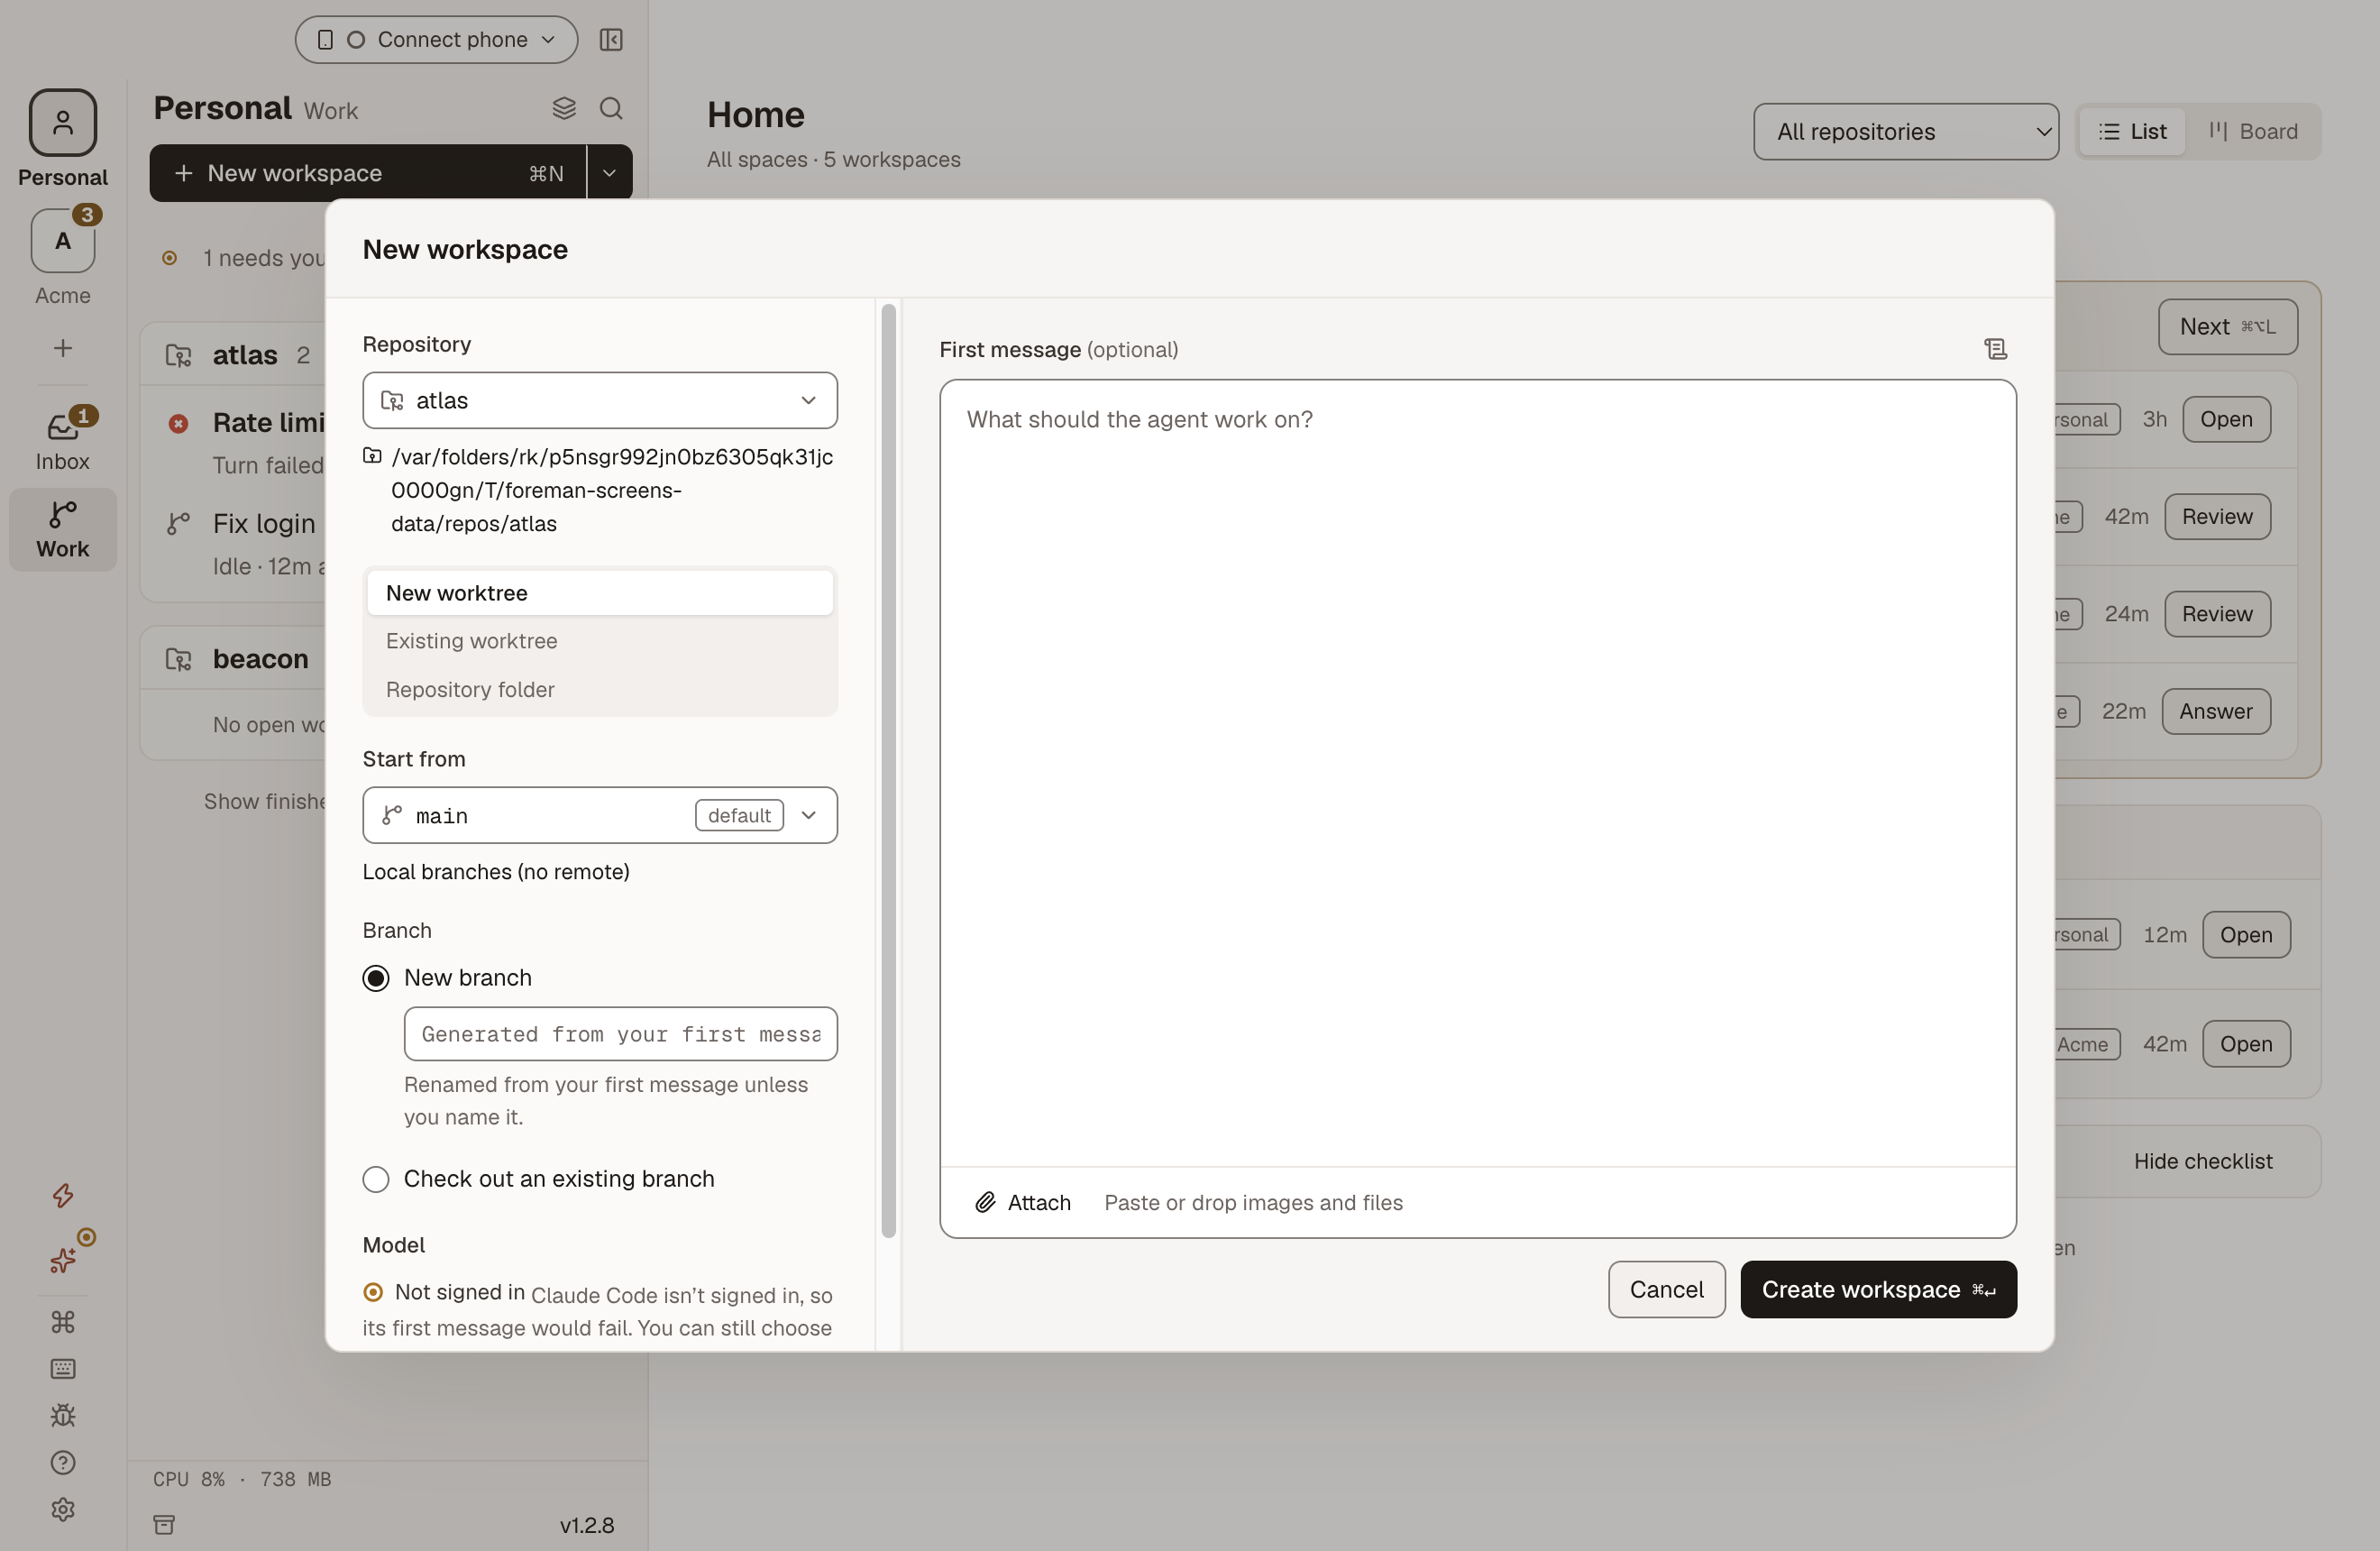 Connect phone
Personal
A
3
Acme
Inbox
1
Work
Personal Work
New workspace ⌘N
1 needs you
atlas 2
Rate limi
Turn failed
Fix login
Idle · 12m
beacon
No open
Show
CPU 8% · 738 MB
v1.2.8
Home
All spaces · 5 workspaces
All repositories
List
Board
Next ⌘⌥L
3h Open
42m Review
24m Review
22m Answer
12m Open
Acme 42m Open
Hide checklist
New workspace
Repository
atlas
/var/folders/rk/p5nsgr992jn0bz6305qk31jc
0000gn/T/foreman-screens-
data/repos/atlas
New worktree
Existing worktree
Repository folder
Start from
main default
Local branches (no remote)
Branch
New branch
Generated from your first messa
Renamed from your first message unless
you name it.
Check out an existing branch
Model
Not signed in Claude Code isn’t signed in, so
its first message would fail. You can still choose
First message (optional)
What should the agent work on?
Attach Paste or drop images and files
Cancel
Create workspace ⌘↵